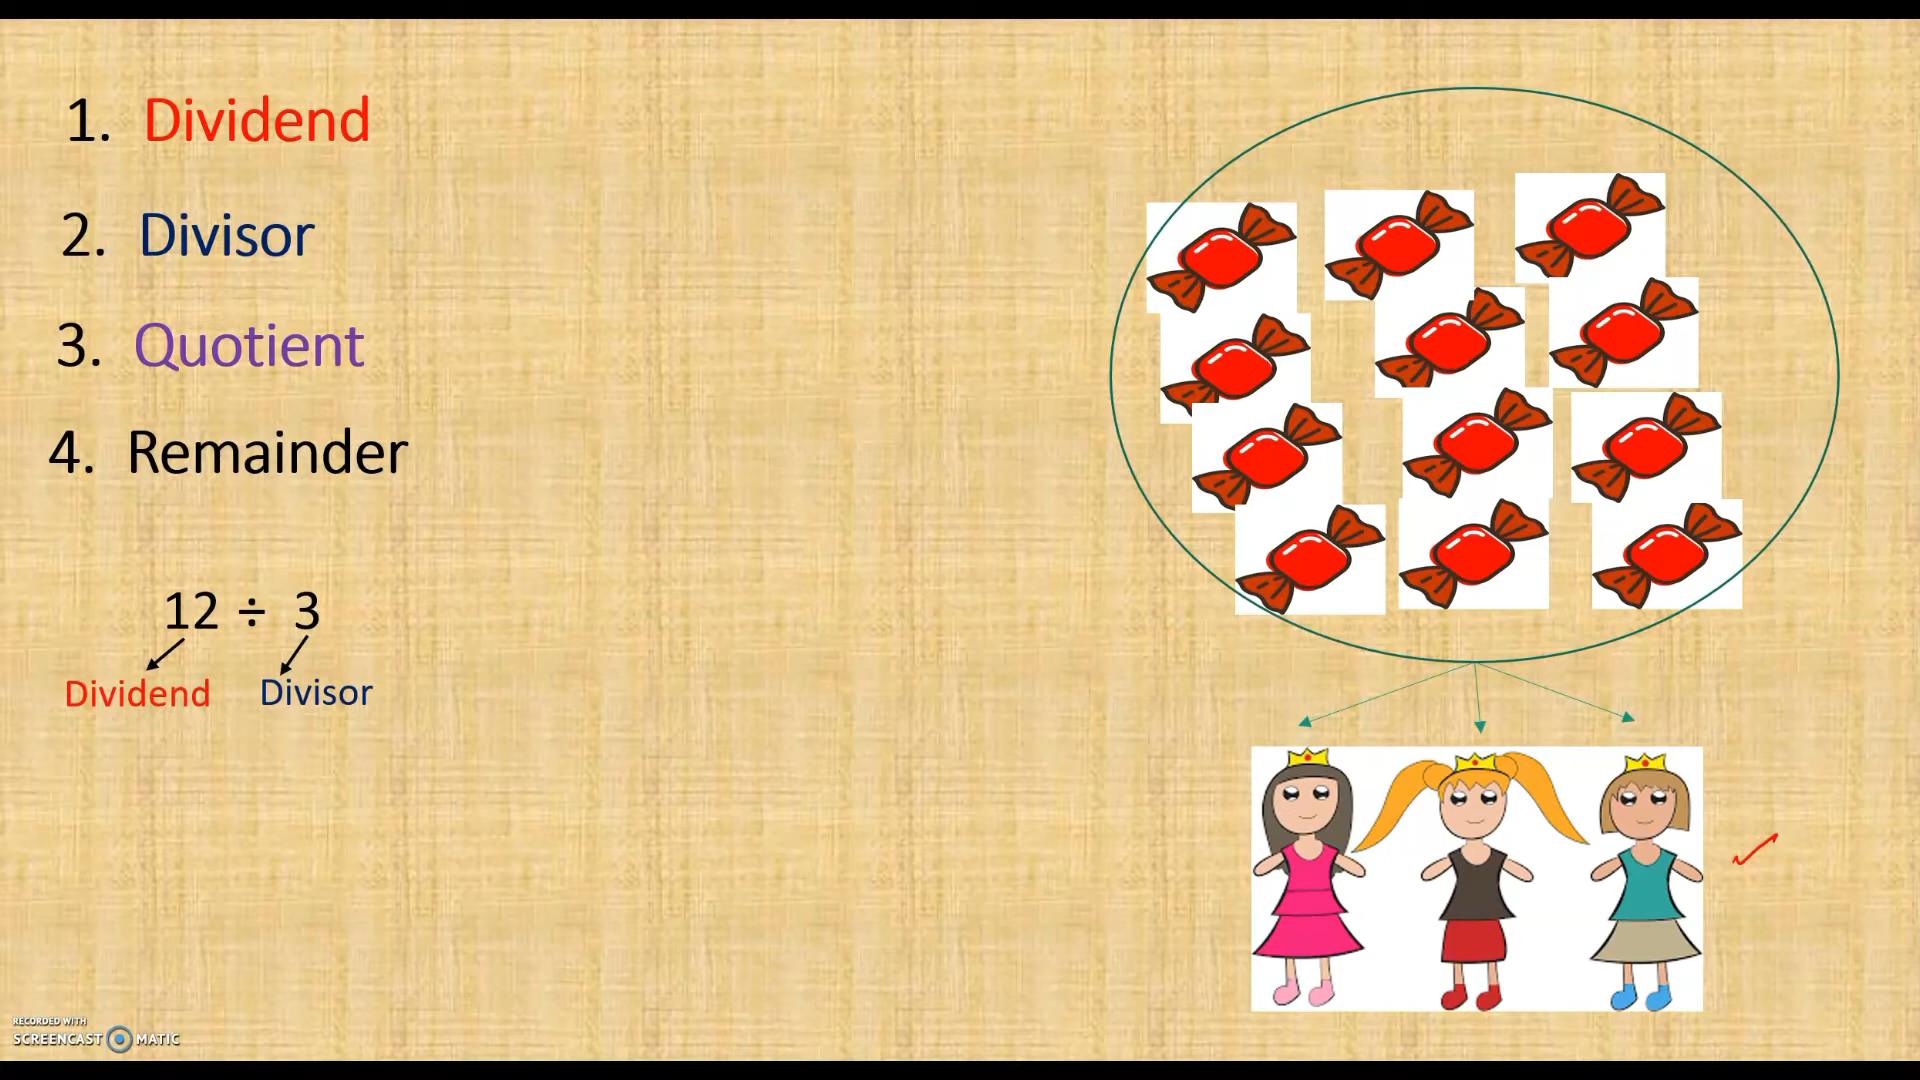 1. Dividend
2. Divisor
3. Quotient
4. Remainder
12 ÷ 3
Dividend Divisor
RECORDED WITH
SCREENCAST MATIC